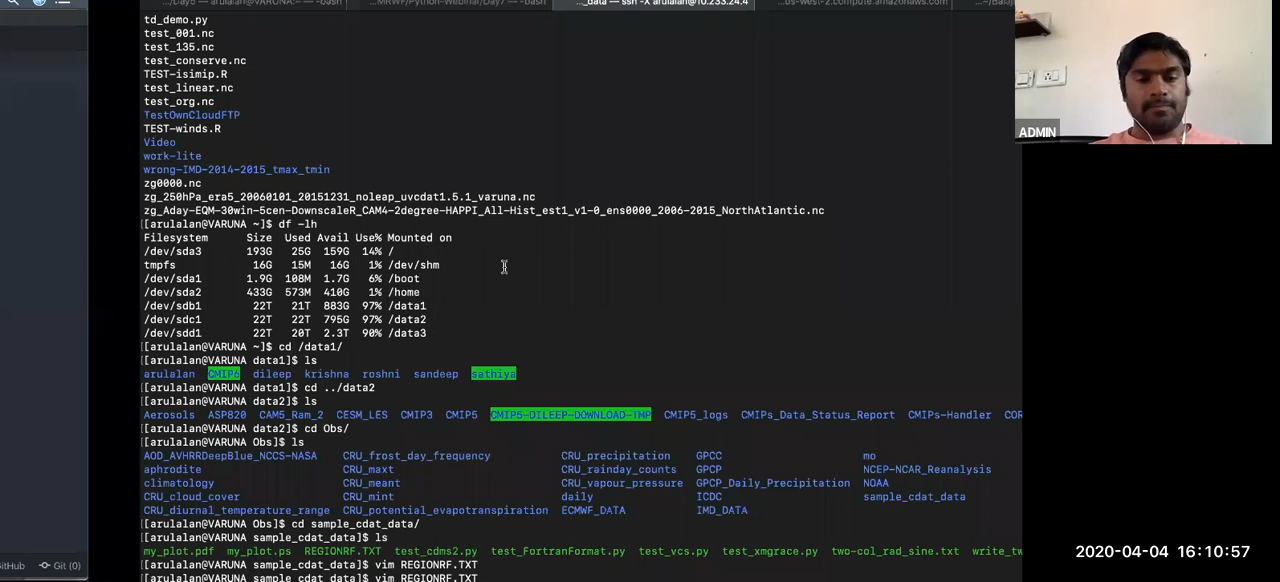 _data — ssh -X arulalan@10.233.24.4
td_demo.py
test_001.nc
test_135.nc
test_conserve.nc
TEST-isimip.R
test_linear.nc
test_org.nc
TestOwnCloudFTP
TEST-winds.R
Video
work-lite
wrong-IMD-2014-2015_tmax_tmin
zg0000.nc
zg_250hPa_era5_20060101_20151231_noleap_uvcdat1.5.1_varuna.nc
zg_Aday-EQM-30win-5cen-DownscaleR_CAM4-2degree-HAPPI_All-Hist_est1_v1-0_ens0000_2006-2015_NorthAtlantic.nc
[[arulalan@VARUNA ~]$ df -lh
Filesystem Size Used Avail Use% Mounted on
/dev/sda3 193G 25G 159G 14% /
tmpfs 16G 15M 16G 1% /dev/shm
/dev/sda1 1.9G 108M 1.7G 6% /boot
/dev/sda2 433G 573M 410G 1% /home
/dev/sdb1 22T 21T 883G 97% /data1
/dev/sdc1 22T 22T 795G 97% /data2
/dev/sdd1 22T 20T 2.3T 90% /data3
[[arulalan@VARUNA ~]$ cd /data1/
[[arulalan@VARUNA data1]$ ls
arulalan CMIP6 dileep krishna roshni sandeep sathiya
[[arulalan@VARUNA data1]$ cd ../data2
[[arulalan@VARUNA data2]$ ls
Aerosols ASP820 CAM5_Ram_2 CESM_LES CMIP3 CMIP5 CMIP5-DILEEP-DOWNLOAD-TMP CMIP5_logs CMIPs_Data_Status_Report CMIPs-Handler COR
[[arulalan@VARUNA data2]$ cd Obs/
[[arulalan@VARUNA Obs]$ ls
AOD_AVHRRDeepBlue_NCCS-NASA CRU_frost_day_frequency CRU_precipitation GPCC mo
aphrodite CRU_maxt CRU_rainday_counts GPCP NCEP-NCAR_Reanalysis
climatology CRU_meant CRU_vapour_pressure GPCP_Daily_Precipitation NOAA
CRU_cloud_cover CRU_mint daily ICDC sample_cdat_data
CRU_diurnal_temperature_range CRU_potential_evapotranspiration ECMWF_DATA IMD_DATA
[[arulalan@VARUNA Obs]$ cd sample_cdat_data/
[[arulalan@VARUNA sample_cdat_data]$ ls
my_plot.pdf my_plot.ps REGIONRF.TXT test_cdms2.py test_FortranFormat.py test_vcs.py test_xmgrace.py two-col_rad_sine.txt write_tw
[[arulalan@VARUNA sample_cdat_data]$ vim REGIONRF.TXT
[[arulalan@VARUNA sample_cdat_data]$ vim REGIONRF.TXT
ADMIN
2020-04-04 16:10:57
GitHub Git (0)